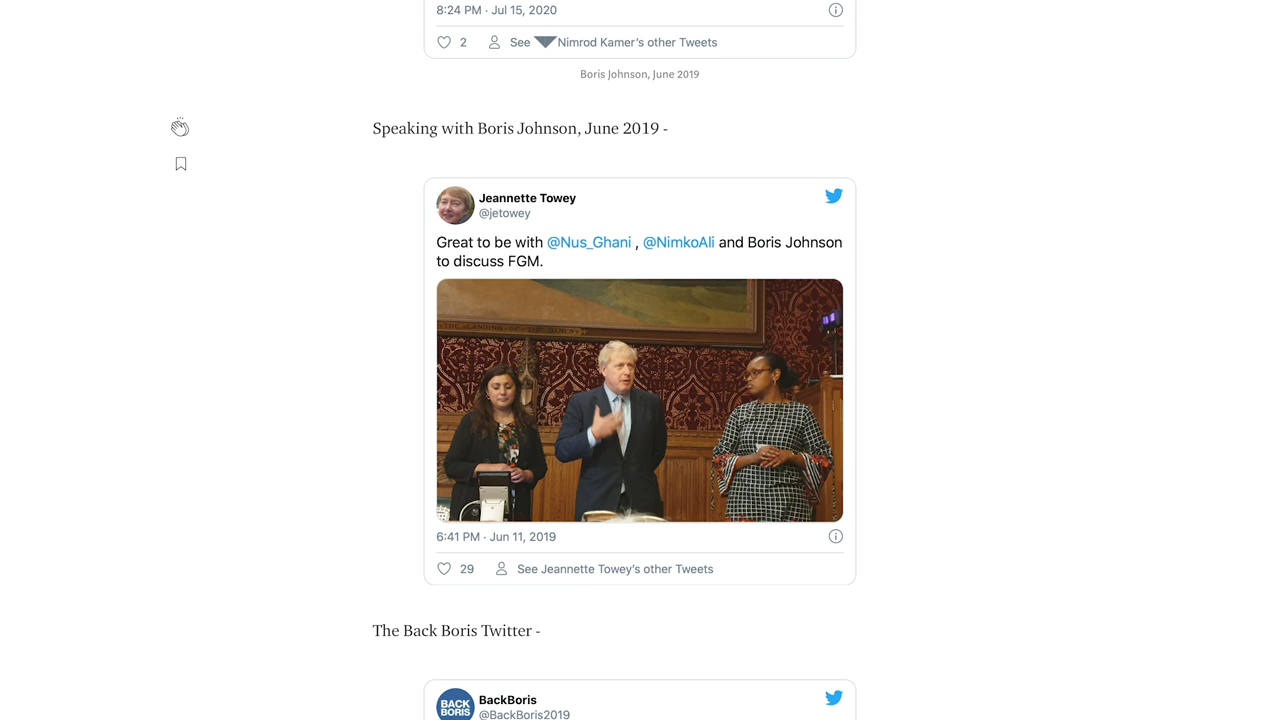 8:24 PM · Jul 15, 2020
2 See Nimrod Kamer's other Tweets
Boris Johnson, June 2019
Speaking with Boris Johnson, June 2019 -
Jeannette Towey
@jetowey
Great to be with @Nus_Ghani , @NimkoAli and Boris Johnson
to discuss FGM.
6:41 PM · Jun 11, 2019
29 See Jeannette Towey's other Tweets
The Back Boris Twitter -
BACK
BORIS
BackBoris
@BackBoris2019